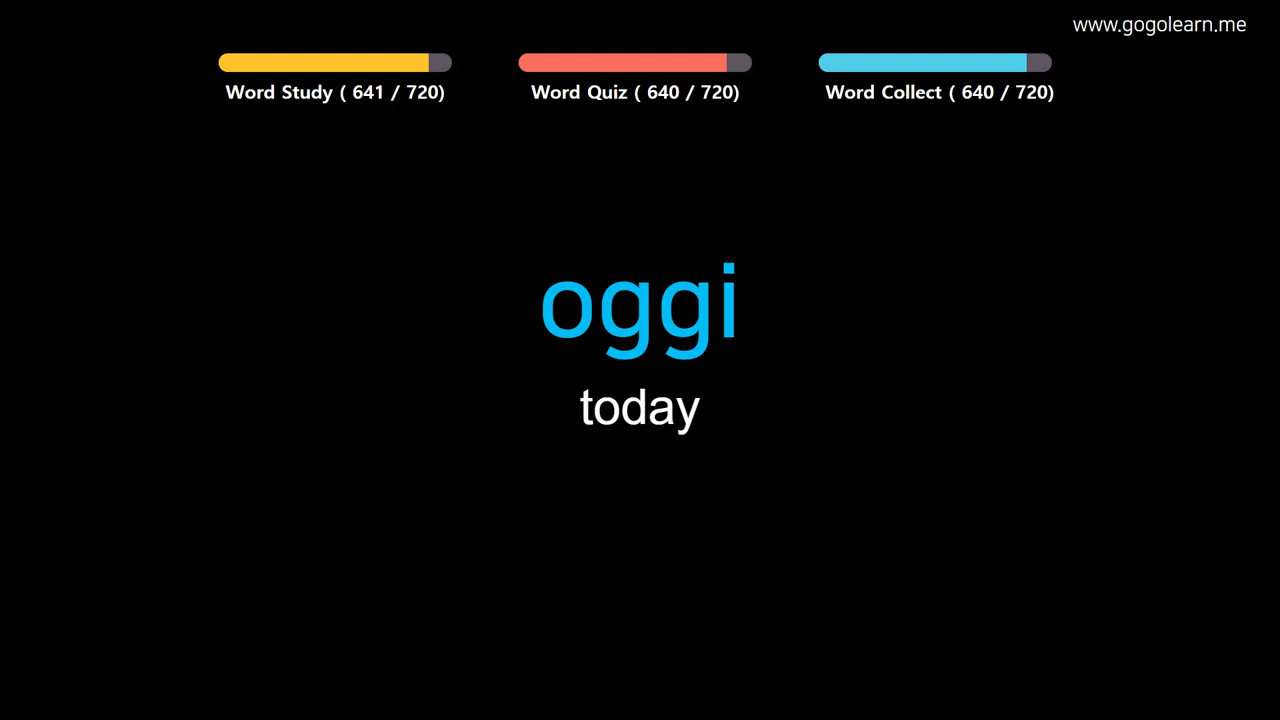 www.gogolearn.me
Word Study ( 641 / 720)
Word Quiz ( 640 / 720)
Word Collect ( 640 / 720)
oggi
today